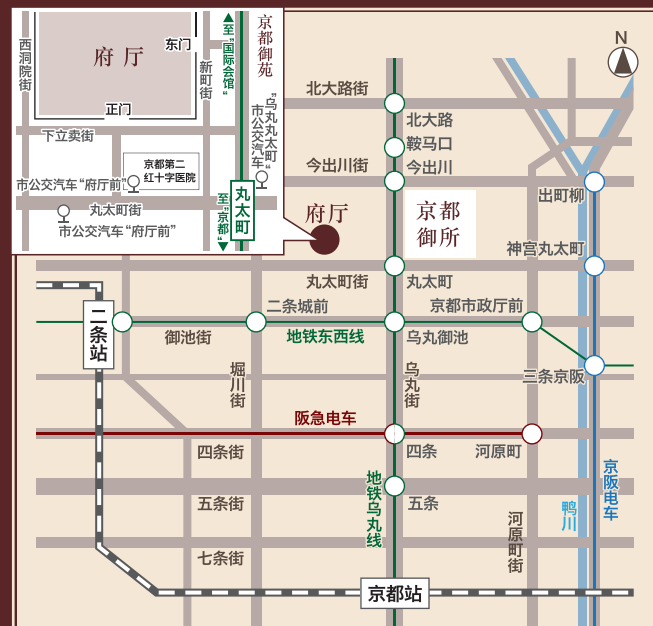 西洞院街
府厅
东门
新町街
▲至"国际会馆"
京都御苑
正门
下立卖街
市公交汽车
"乌丸丸太町"
京都第二
红十字医院
市公交汽车"府厅前"
丸太町街
市公交汽车"府厅前"
至"京都"▼
丸太町
N
北大路街
北大路
鞍马口
今出川街
今出川
出町柳
府厅
京都
御所
神宫丸太町
丸太町街
丸太町
二条城前
京都市政厅前
二条站
御池街
地铁东西线
乌丸御池
堀川街
乌丸街
三条京阪
阪急电车
四条街
四条
河原町
地铁乌丸线
京阪电车
五条街
五条
鸭川
河原町街
七条街
京都站